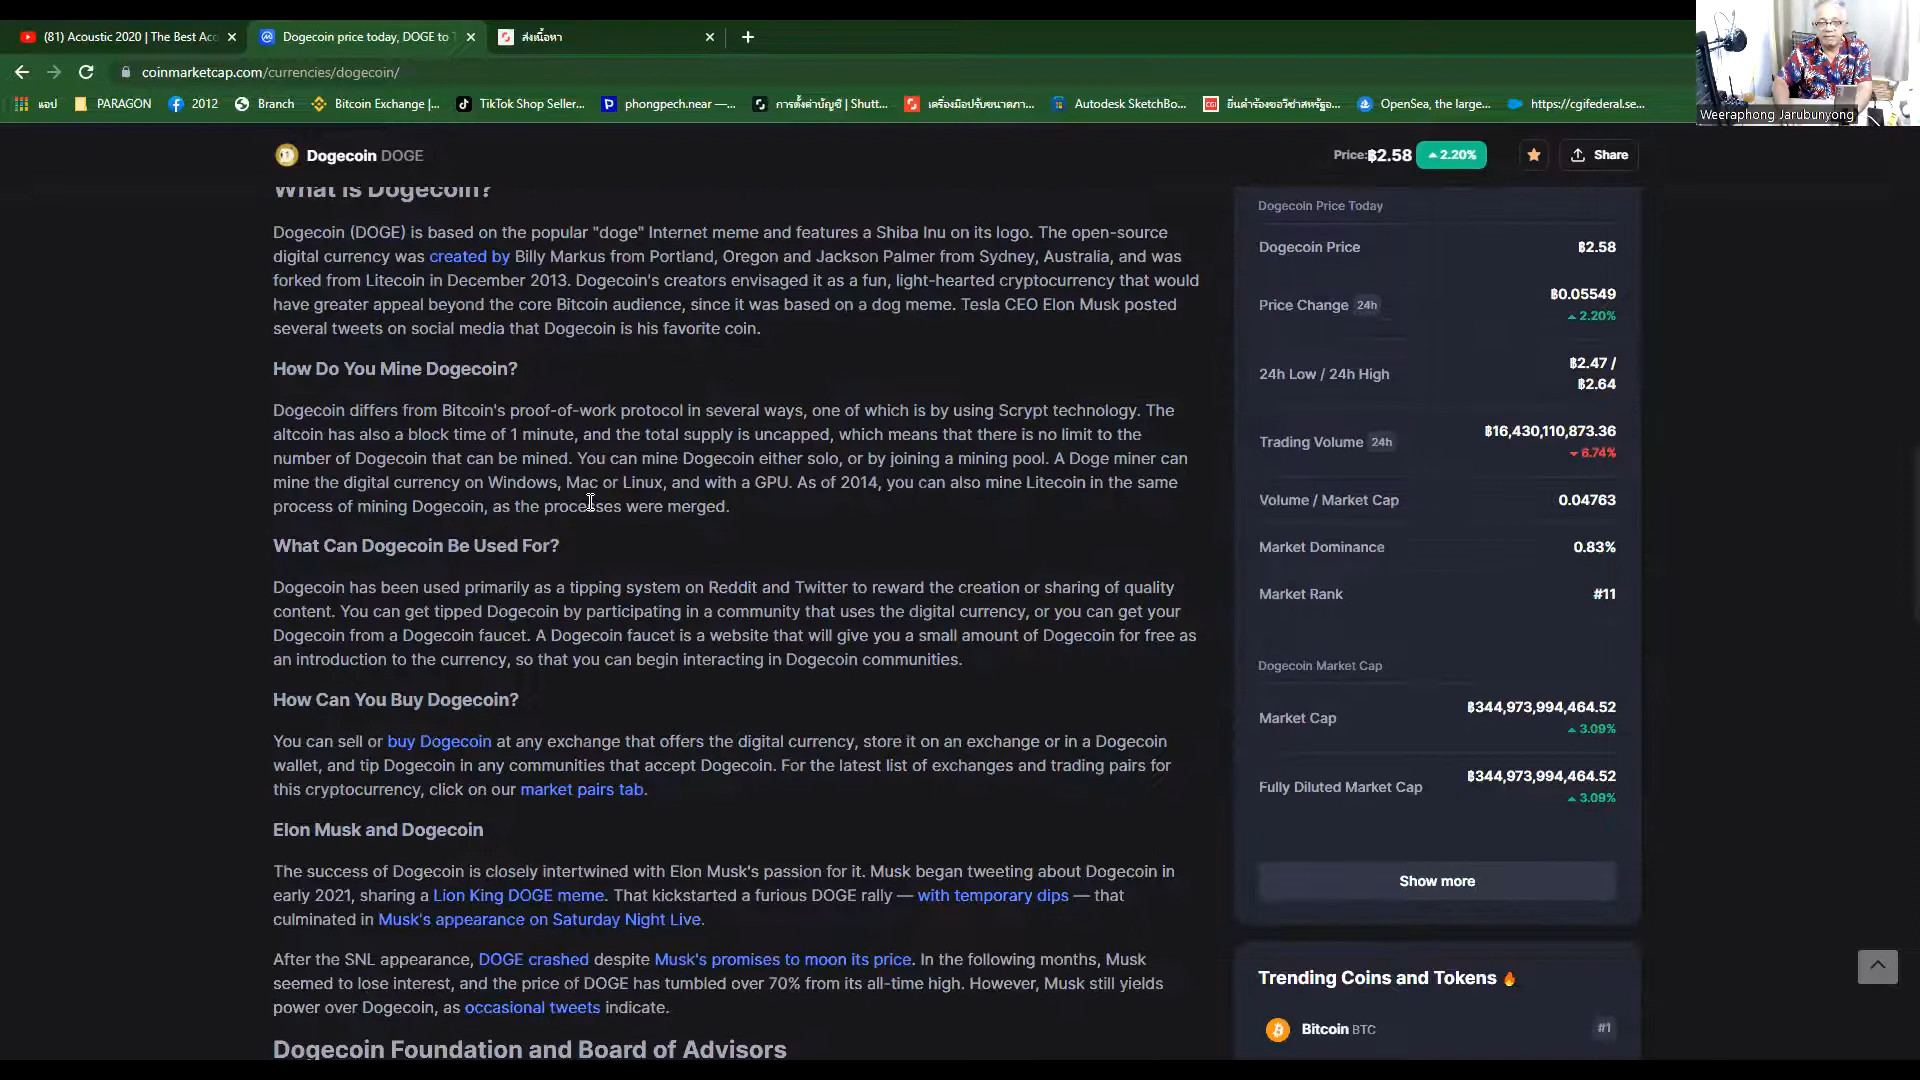 (81) Acoustic 2020 | The Best Aco
Dogecoin price today, DOGE to T
ส่งเนื้อหา
coinmarketcap.com/currencies/dogecoin/
แอป
PARAGON
2012
Branch
Bitcoin Exchange |...
TikTok Shop Seller...
phongpech.near —...
การตั้งค่าบัญชี | Shutt...
เครื่องมือปรับขนาดภา...
Autodesk SketchBo...
ยื่นคำร้องขอวีซ่าสหรัฐอ...
OpenSea, the large...
https://cgifederal.se...
Weeraphong Jarubunyong
Dogecoin DOGE
Price:฿2.58
2.20%
Share
What Is Dogecoin?
Dogecoin (DOGE) is based on the popular "doge" Internet meme and features a Shiba Inu on its logo. The open-source
digital currency was created by Billy Markus from Portland, Oregon and Jackson Palmer from Sydney, Australia, and was
forked from Litecoin in December 2013. Dogecoin's creators envisaged it as a fun, light-hearted cryptocurrency that would
have greater appeal beyond the core Bitcoin audience, since it was based on a dog meme. Tesla CEO Elon Musk posted
several tweets on social media that Dogecoin is his favorite coin.
How Do You Mine Dogecoin?
Dogecoin differs from Bitcoin's proof-of-work protocol in several ways, one of which is by using Scrypt technology. The
altcoin has also a block time of 1 minute, and the total supply is uncapped, which means that there is no limit to the
number of Dogecoin that can be mined. You can mine Dogecoin either solo, or by joining a mining pool. A Doge miner can
mine the digital currency on Windows, Mac or Linux, and with a GPU. As of 2014, you can also mine Litecoin in the same
process of mining Dogecoin, as the processes were merged.
What Can Dogecoin Be Used For?
Dogecoin has been used primarily as a tipping system on Reddit and Twitter to reward the creation or sharing of quality
content. You can get tipped Dogecoin by participating in a community that uses the digital currency, or you can get your
Dogecoin from a Dogecoin faucet. A Dogecoin faucet is a website that will give you a small amount of Dogecoin for free as
an introduction to the currency, so that you can begin interacting in Dogecoin communities.
How Can You Buy Dogecoin?
You can sell or buy Dogecoin at any exchange that offers the digital currency, store it on an exchange or in a Dogecoin
wallet, and tip Dogecoin in any communities that accept Dogecoin. For the latest list of exchanges and trading pairs for
this cryptocurrency, click on our market pairs tab.
Elon Musk and Dogecoin
The success of Dogecoin is closely intertwined with Elon Musk's passion for it. Musk began tweeting about Dogecoin in
early 2021, sharing a Lion King DOGE meme. That kickstarted a furious DOGE rally — with temporary dips — that
culminated in Musk's appearance on Saturday Night Live.
After the SNL appearance, DOGE crashed despite Musk's promises to moon its price. In the following months, Musk
seemed to lose interest, and the price of DOGE has tumbled over 70% from its all-time high. However, Musk still yields
power over Dogecoin, as occasional tweets indicate.
Dogecoin Foundation and Board of Advisors
Dogecoin Price Today
Dogecoin Price ฿2.58
Price Change 24h ฿0.05549
2.20%
24h Low / 24h High ฿2.47 /
฿2.64
Trading Volume 24h ฿16,430,110,873.36
6.74%
Volume / Market Cap 0.04763
Market Dominance 0.83%
Market Rank #11
Dogecoin Market Cap
Market Cap ฿344,973,994,464.52
3.09%
Fully Diluted Market Cap ฿344,973,994,464.52
3.09%
Show more
Trending Coins and Tokens
Bitcoin BTC #1